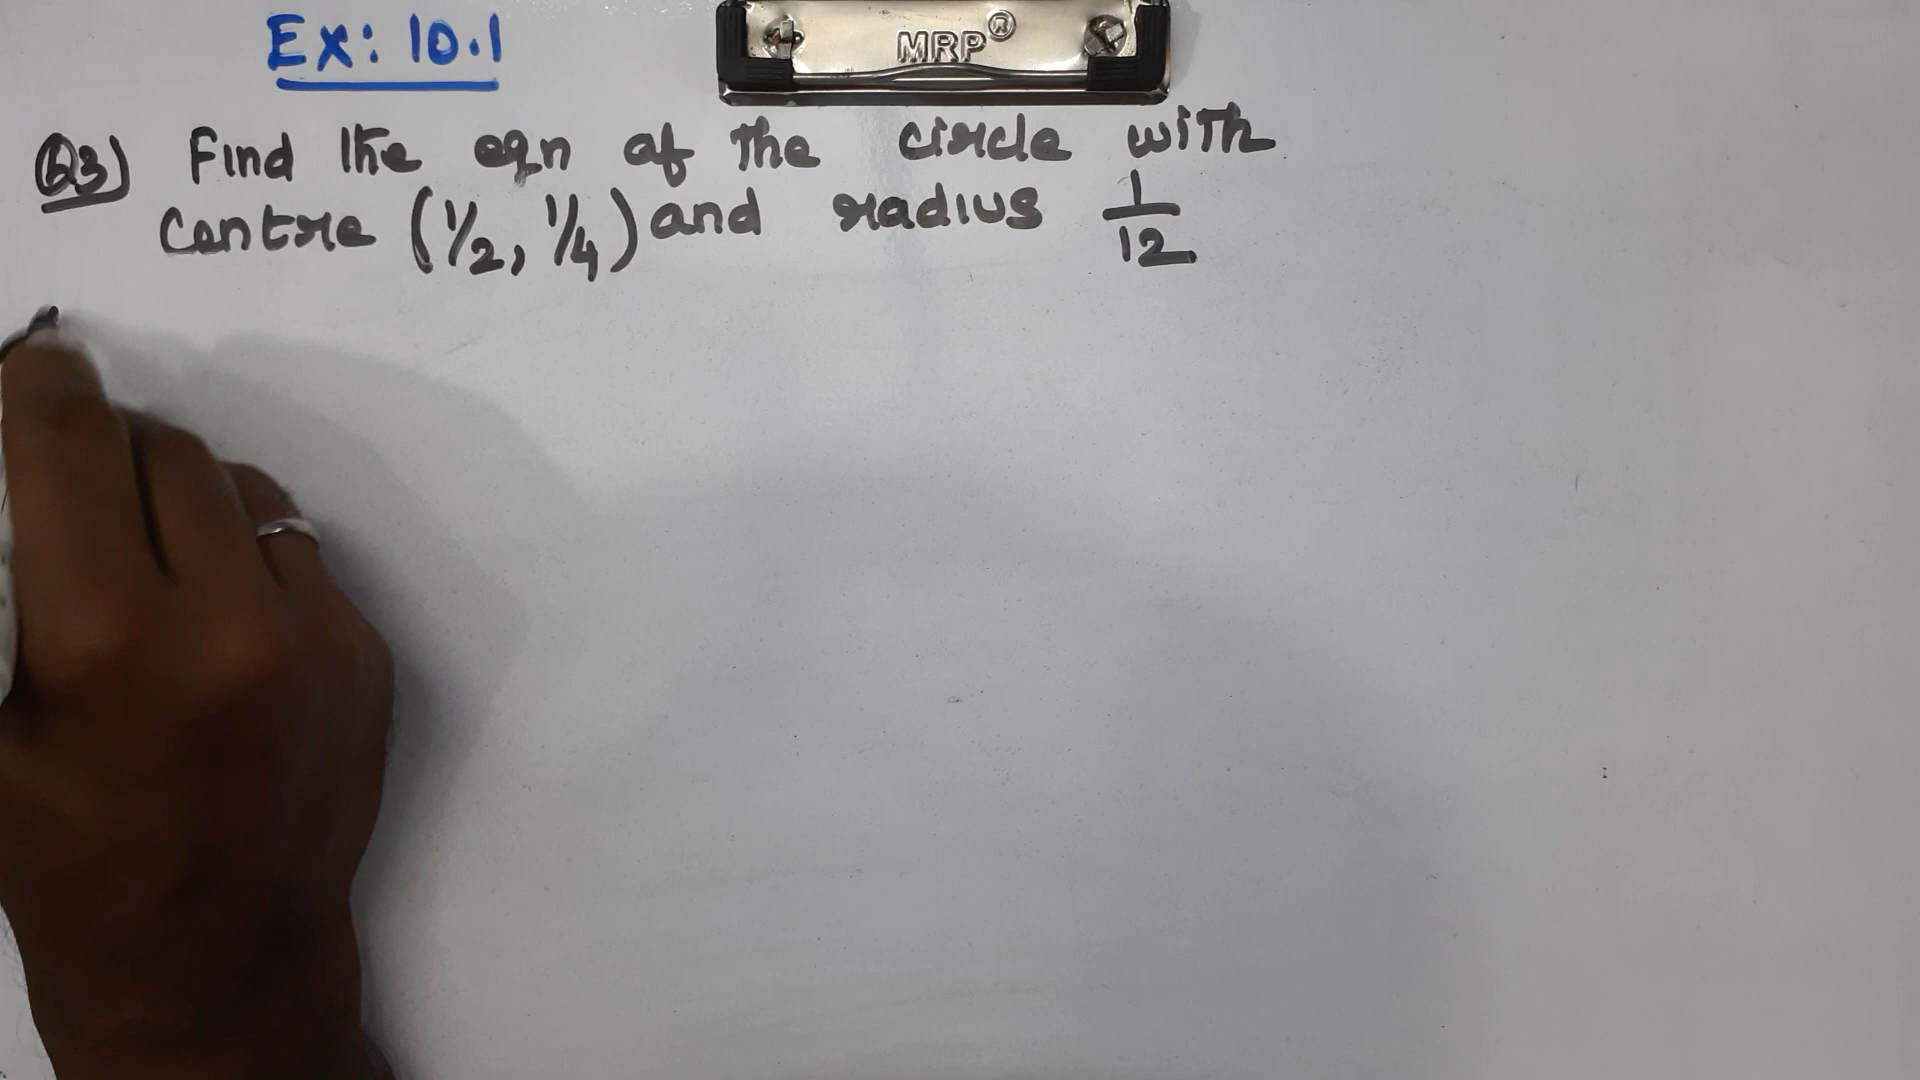 Ex: 10.1
MRP®
Q3) Find the eqn of the circle with
Centre (1/2, 1/4) and radius 1/12